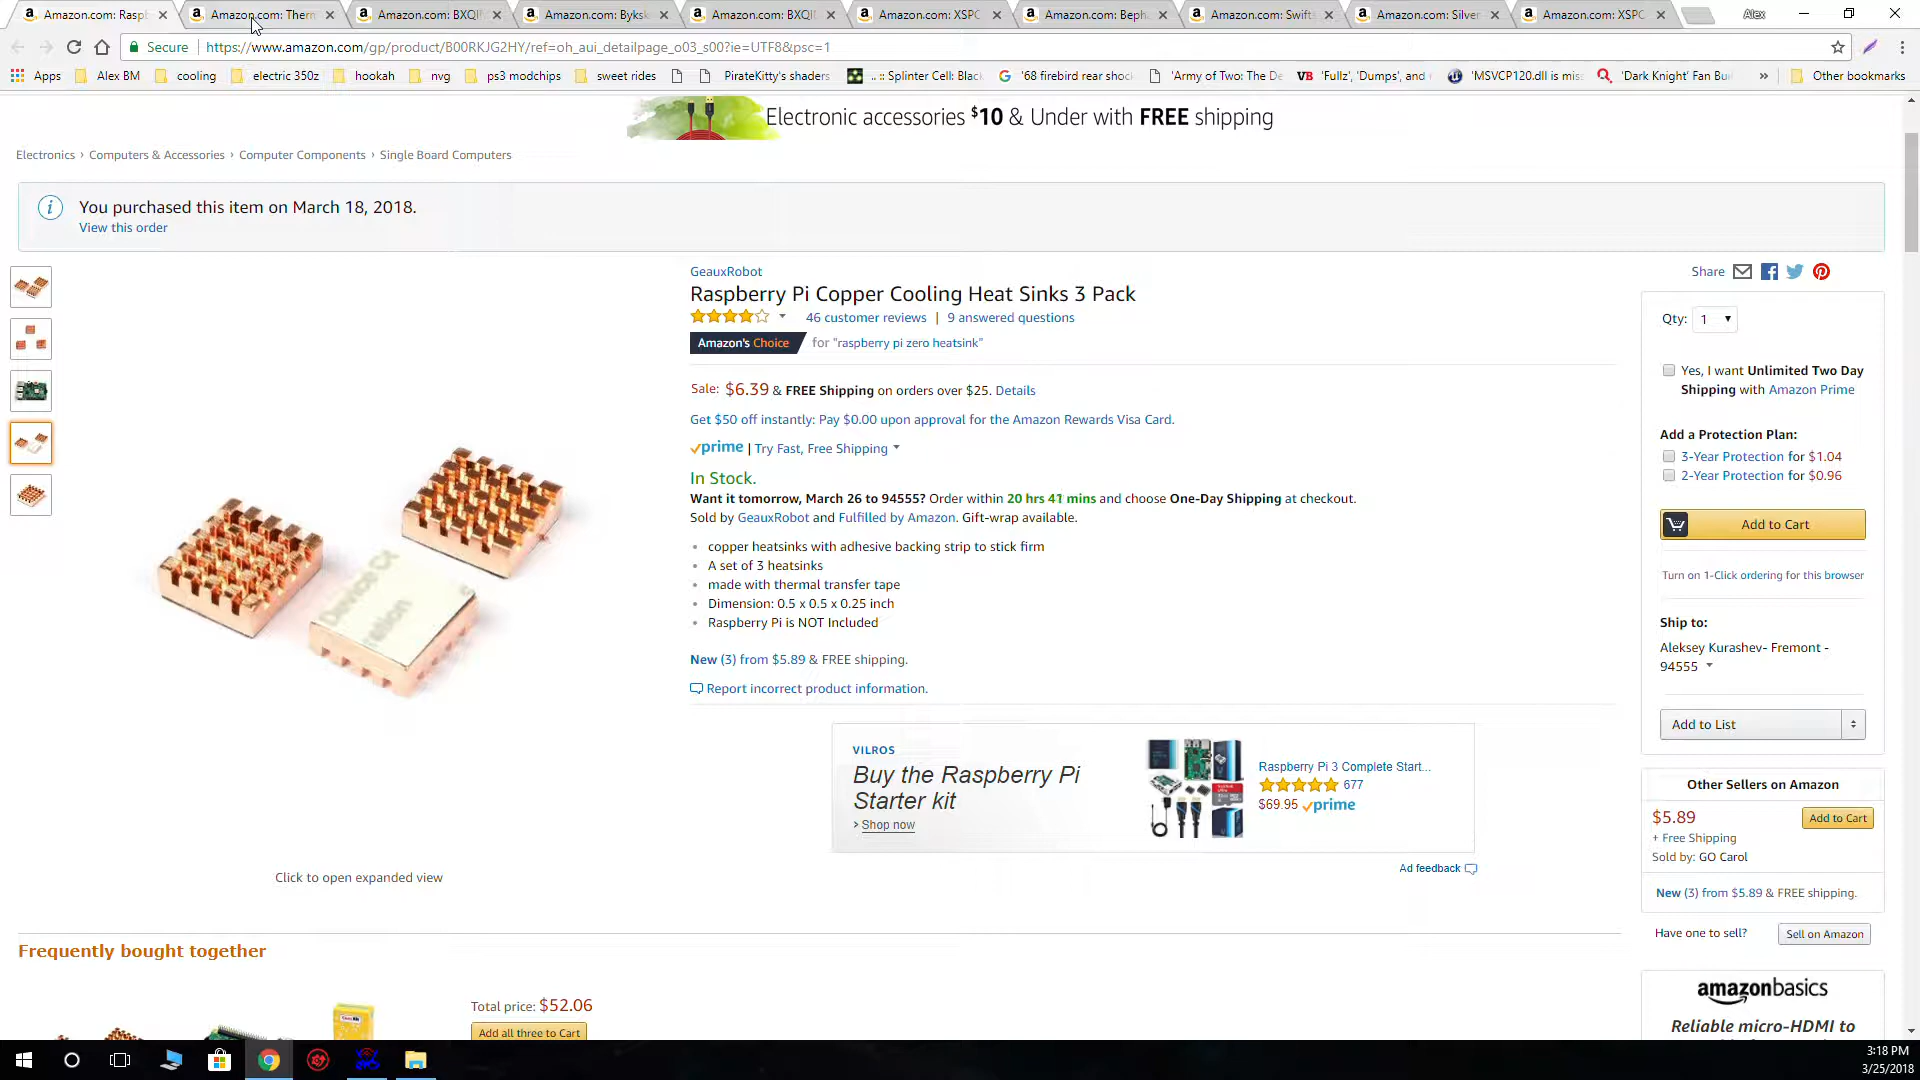 Amazon.com: Raspb
Amazon.com: Therm
Amazon.com: BXQI
Amazon.com: Byksk
Amazon.com: BXQI
Amazon.com: XSPC
Amazon.com: Beph
Amazon.com: Swift
Amazon.com: Silver
Amazon.com: XSPC
Alex
Secure
https://www.amazon.com/gp/product/B00RKJG2HY/ref=oh_aui_detailpage_o03_s00?ie=UTF8&psc=1
Apps
Alex BM
cooling
electric 350z
hookah
nvg
ps3 modchips
sweet rides
PirateKitty's shaders
.. :: Splinter Cell: Black
'68 firebird rear shoc
'Army of Two: The De
'Fullz', 'Dumps', and
'MSVCP120.dll is mis
'Dark Knight' Fan Bu
»
Other bookmarks
Electronic accessories $10 & Under with FREE shipping
Electronics › Computers & Accessories › Computer Components › Single Board Computers
You purchased this item on March 18, 2018.
View this order
GeauxRobot
Raspberry Pi Copper Cooling Heat Sinks 3 Pack
46 customer reviews | 9 answered questions
Amazon's Choice for "raspberry pi zero heatsink"
Sale: $6.39 & FREE Shipping on orders over $25. Details
Get $50 off instantly: Pay $0.00 upon approval for the Amazon Rewards Visa Card.
prime | Try Fast, Free Shipping
In Stock.
Want it tomorrow, March 26 to 94555? Order within 20 hrs 41 mins and choose One-Day Shipping at checkout.
Sold by GeauxRobot and Fulfilled by Amazon. Gift-wrap available.
• copper heatsinks with adhesive backing strip to stick firm
• A set of 3 heatsinks
• made with thermal transfer tape
• Dimension: 0.5 x 0.5 x 0.25 inch
• Raspberry Pi is NOT Included
New (3) from $5.89 & FREE shipping.
Report incorrect product information.
VILROS
Buy the Raspberry Pi
Starter kit
> Shop now
Raspberry Pi 3 Complete Start...
677
$69.95 prime
Ad feedback
Click to open expanded view
Frequently bought together
Total price: $52.06
Add all three to Cart
Share
Qty: 1
Yes, I want Unlimited Two Day
Shipping with Amazon Prime
Add a Protection Plan:
3-Year Protection for $1.04
2-Year Protection for $0.96
Add to Cart
Turn on 1-Click ordering for this browser
Ship to:
Aleksey Kurashev- Fremont -
94555
Add to List
Other Sellers on Amazon
$5.89
Add to Cart
+ Free Shipping
Sold by: GO Carol
New (3) from $5.89 & FREE shipping.
Have one to sell?
Sell on Amazon
amazonbasics
Reliable micro-HDMI to
3:18 PM
3/25/2018